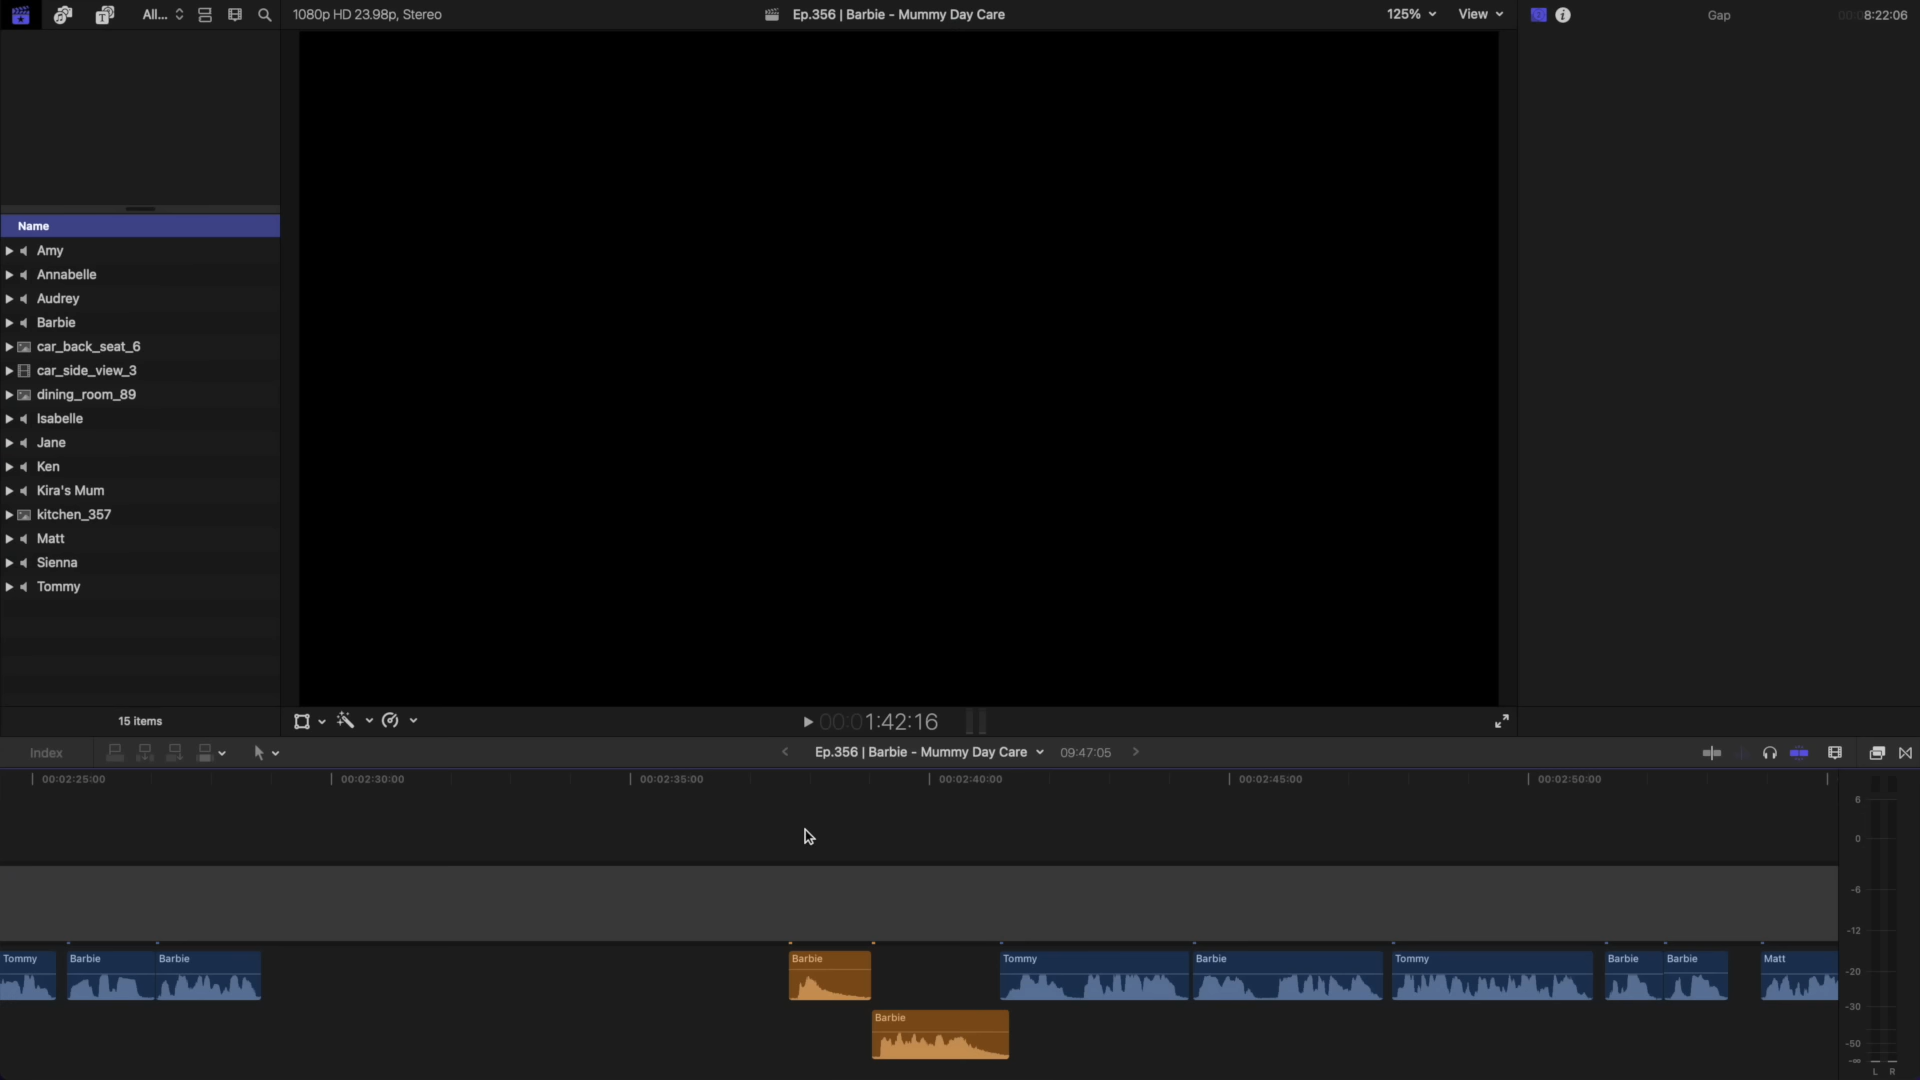 All...
1080p HD 23.98p, Stereo
Ep.356 | Barbie - Mummy Day Care
125%
View
Gap
00:08:22:06
Name
Amy
Annabelle
Audrey
Barbie
car_back_seat_6
car_side_view_3
dining_room_89
Isabelle
Jane
Ken
Kira's Mum
kitchen_357
Matt
Sienna
Tommy
15 items
00:01:42:16
Index
Ep.356 | Barbie - Mummy Day Care
09:47:05
00:02:25:00
00:02:30:00
00:02:35:00
00:02:40:00
00:02:45:00
00:02:50:00
6
0
-6
-12
-20
-30
-50
-∞
L R
Tommy
Barbie
Barbie
Barbie
Tommy
Barbie
Tommy
Barbie
Barbie
Matt
Barbie